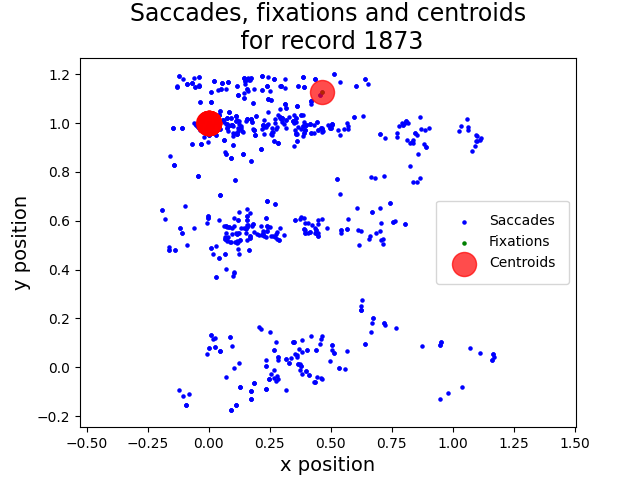 Saccades, fixations and centroids
for record 1873
1.2
1.0
0.8
0.6
0.4
0.2
0.0
−0.2
y position
Saccades
Fixations
Centroids
−0.50
−0.25
0.00
0.25
0.50
0.75
1.00
1.25
1.50
x position